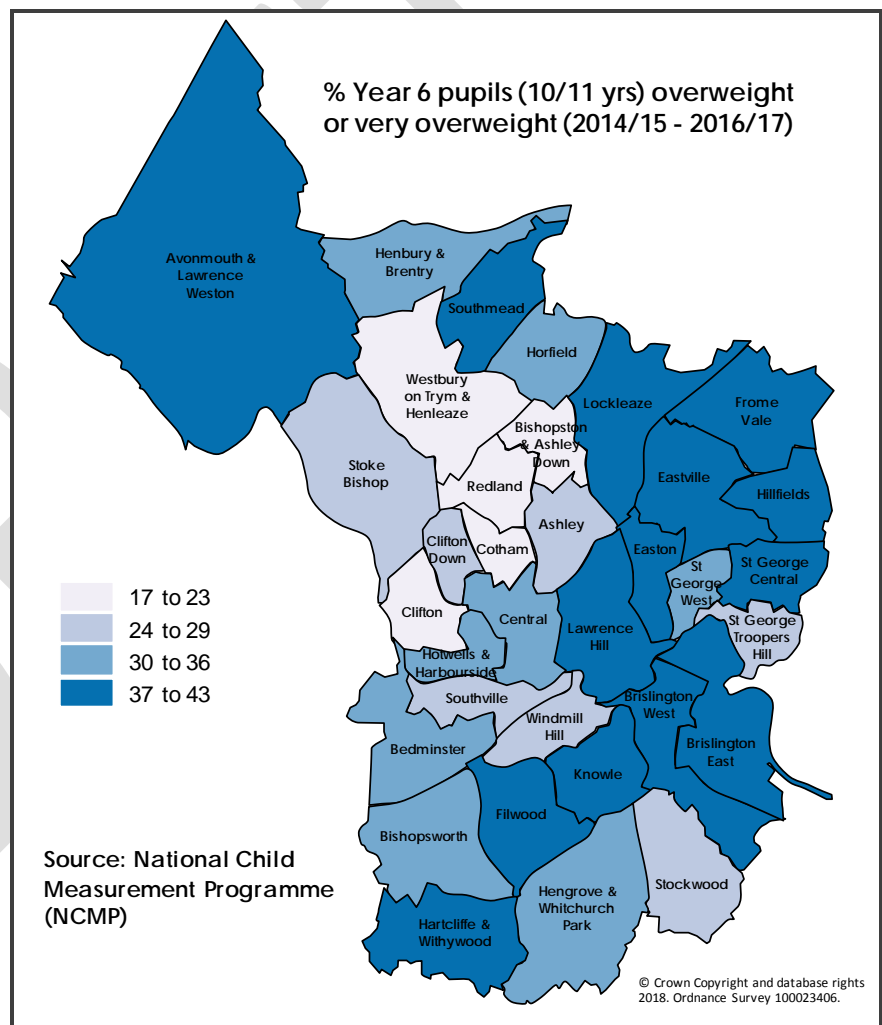 % Year 6 pupils (10/11 yrs) overweight
or very overweight (2014/15 - 2016/17)
Avonmouth &
Lawrence
Weston
Henbury &
Brentry
Southmead
Horfield
Westbury
on Trym &
Henleaze
Lockleaze
Frome
Vale
Bishopston
& Ashley
Down
Stoke
Bishop
Redland
Eastville
Hillfields
Ashley
Clifton
Down
Cotham
Easton
St
George
West
St George
Central
17 to 23
24 to 29
30 to 36
37 to 43
Clifton
Central
Lawrence
Hill
St George
Troopers
Hill
Hotwells &
Harbourside
Southville
Windmill
Hill
Brislington
West
Brislington
East
Bedminster
Knowle
Filwood
Bishopsworth
Source: National Child
Measurement Programme
(NCMP)
Hengrove &
Whitchurch
Park
Stockwood
Hartcliffe &
Withywood
© Crown Copyright and database rights
2018. Ordnance Survey 100023406.